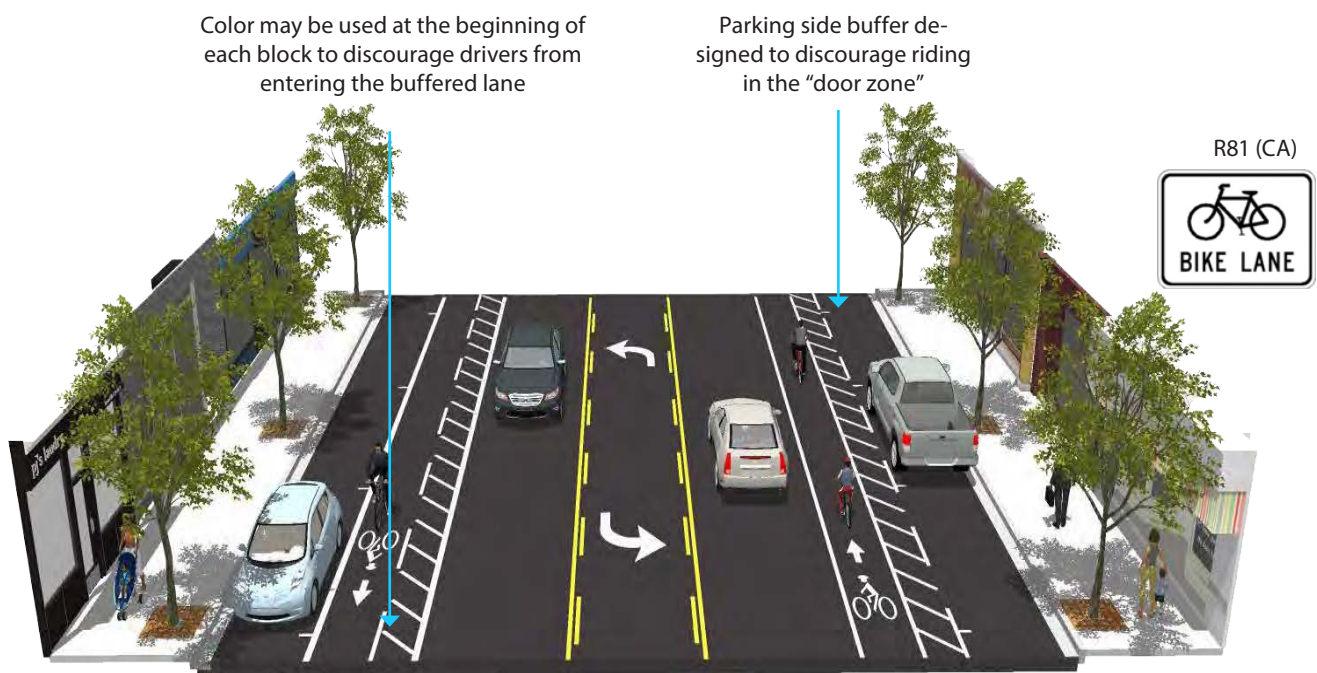 Color may be used at the beginning of
each block to discourage drivers from
entering the buffered lane
Parking side buffer de-
signed to discourage riding
in the “door zone”
R81 (CA)
BIKE LANE